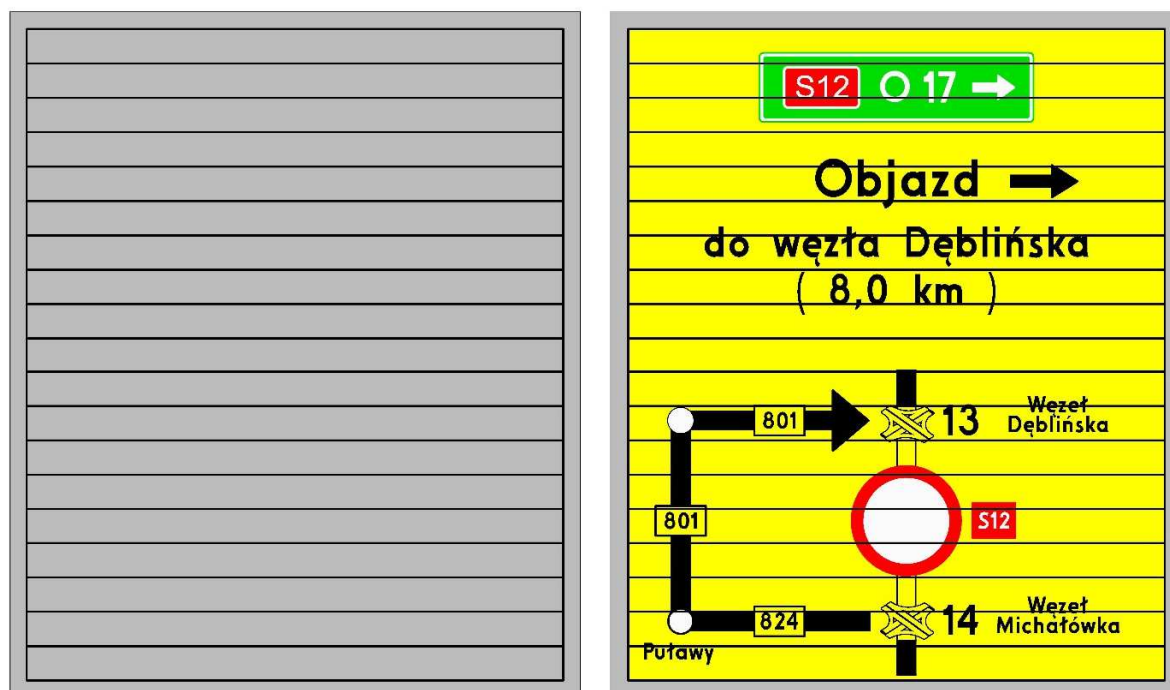 S12 O 17
Objazd
do węzła Dęblińska
( 8,0 km )
801
13
Węzeł
Dęblińska
801
S12
824
14
Węzeł
Michałówka
Puławy